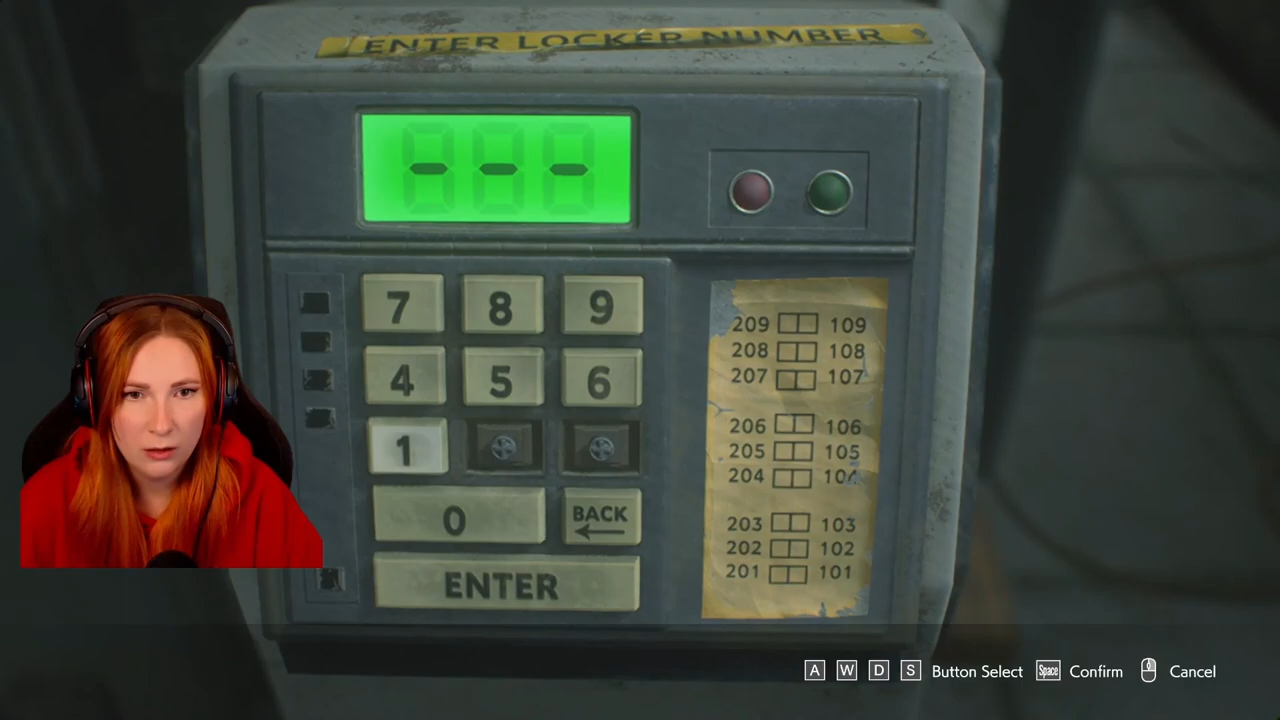 ENTER LOCKER NUMBER
- - -
7 8 9
4 5 6
1
0 BACK
ENTER
209 109
208 108
207 107
206 106
205 105
204 104
203 103
202 102
201 101
A W D S Button Select Space Confirm Cancel